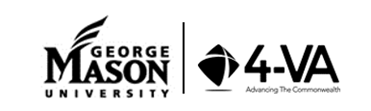 GEORGE
MASON
UNIVERSITY
4-VA
Advancing The Commonwealth